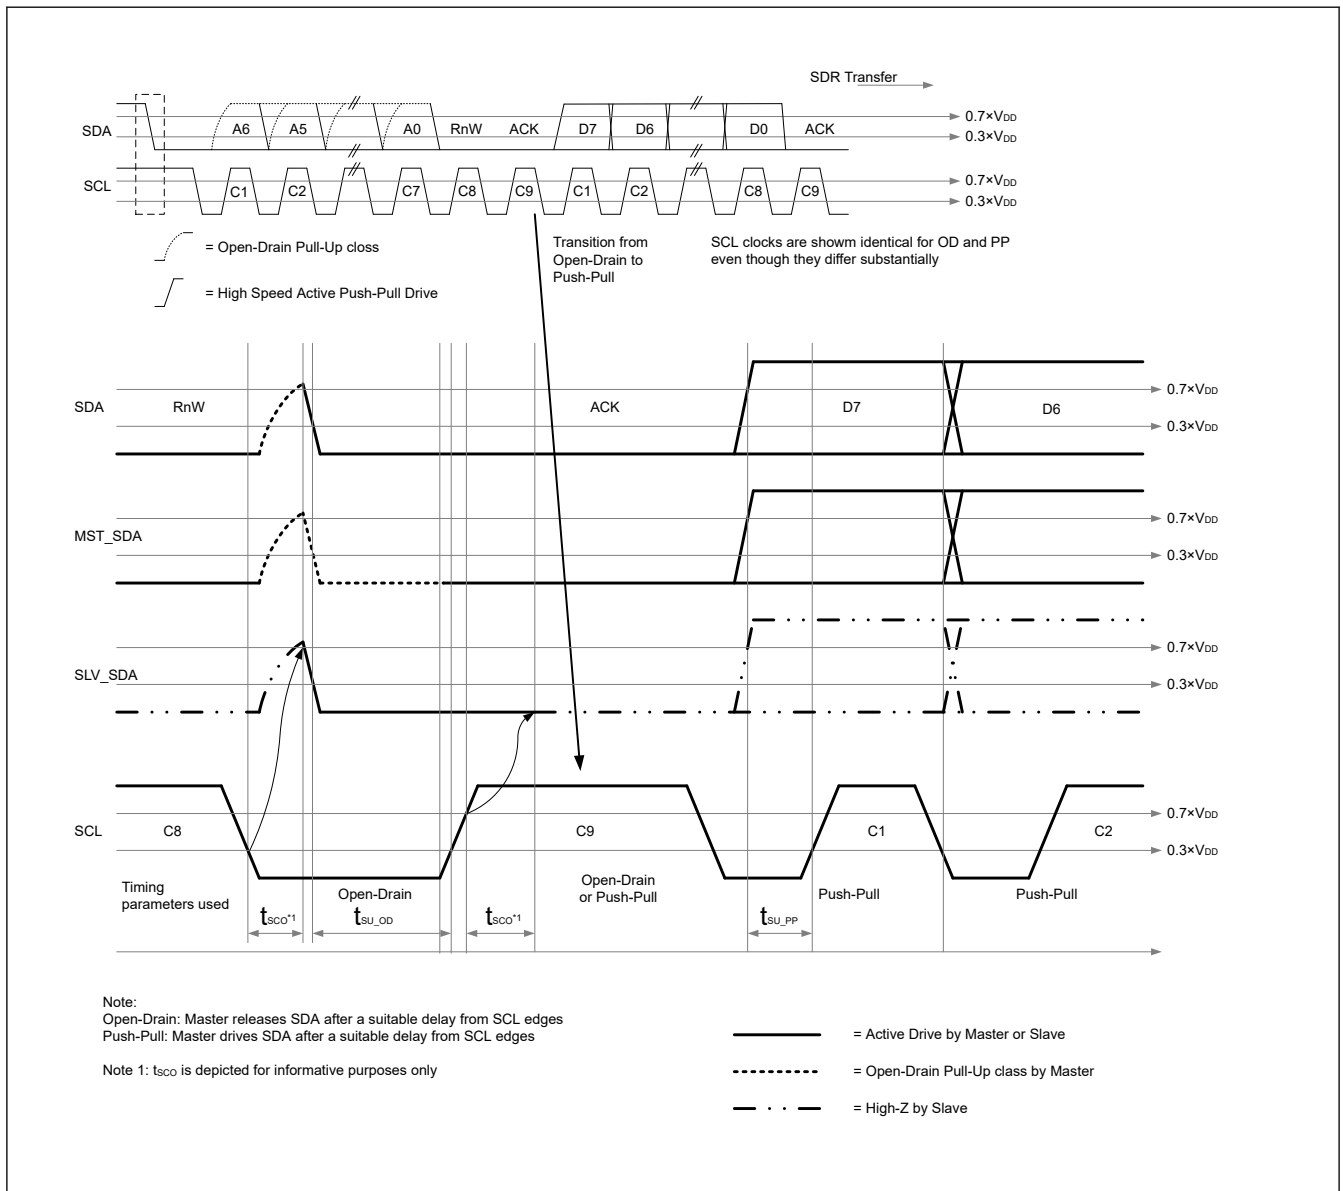 SDR Transfer
SDA
A6
A5
A0
RnW
ACK
D7
D6
D0
ACK
0.7×VDD
0.3×VDD
SCL
C1
C2
C7
C8
C9
C1
C2
C8
C9
0.7×VDD
0.3×VDD
= Open-Drain Pull-Up closs
= High Speed Active Push-Pull Drive
Transition from
Open-Drain to
Push-Pull
SCL clocks are showm identical for OD and PP
even though they differ substantially
SDA
RnW
ACK
D7
D6
0.7×VDD
0.3×VDD
MST_SDA
0.7×VDD
0.3×VDD
SLV_SDA
0.7×VDD
0.3×VDD
SCL
C8
C9
C1
C2
0.7×VDD
0.3×VDD
Timing
parameters used
Open-Drain
Open-Drain
or Push-Pull
Push-Pull
Push-Pull
tSCO*1
tSU_OD
tSCO*1
tSU_PP
Note:
Open-Drain: Master releases SDA after a suitable delay from SCL edges
Push-Pull: Master drives SDA after a suitable delay from SCL edges
Note 1: tSCO is depicted for informative purposes only
= Active Drive by Master or Slave
= Open-Drain Pull-Up class by Master
= High-Z by Slave